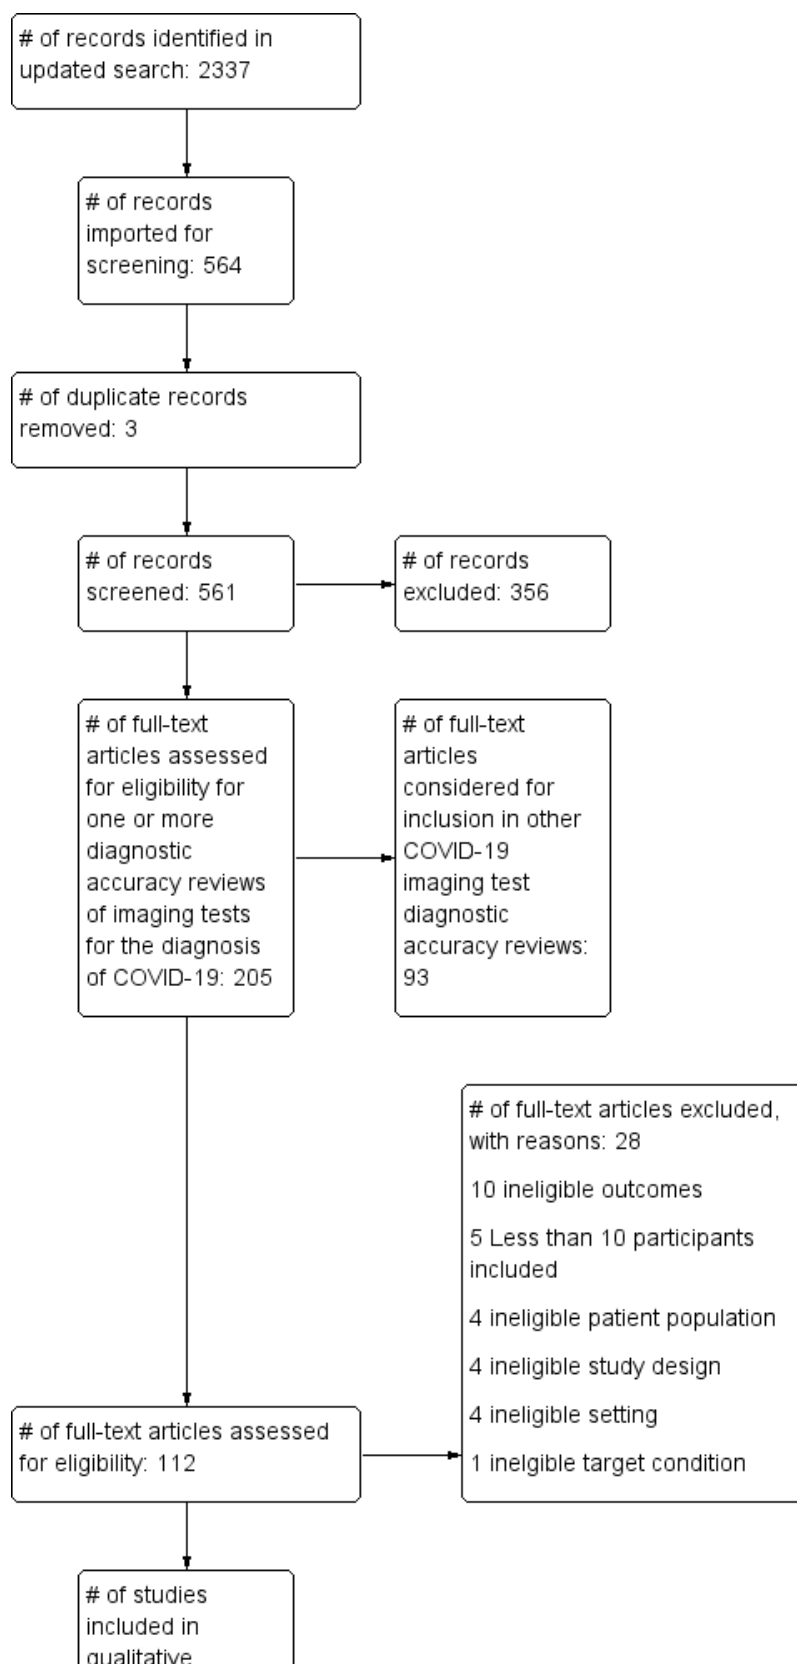 # of records identified in
updated search: 2337
# of records
imported for
screening: 564
# of duplicate records
removed: 3
# of records
screened: 561
# of records
excluded: 356
# of full-text
articles assessed
for eligibility for
one or more
diagnostic
accuracy reviews
of imaging tests
for the diagnosis
of COVID-19: 205
# of full-text
articles
considered for
inclusion in other
COVID-19
imaging test
diagnostic
accuracy reviews:
93
# of full-text articles excluded,
with reasons: 28
10 ineligible outcomes
5 Less than 10 participants
included
4 ineligible patient population
4 ineligible study design
4 ineligible setting
1 inelgible target condition
# of full-text articles assessed
for eligibility: 112
# of studies
included in
qualitative